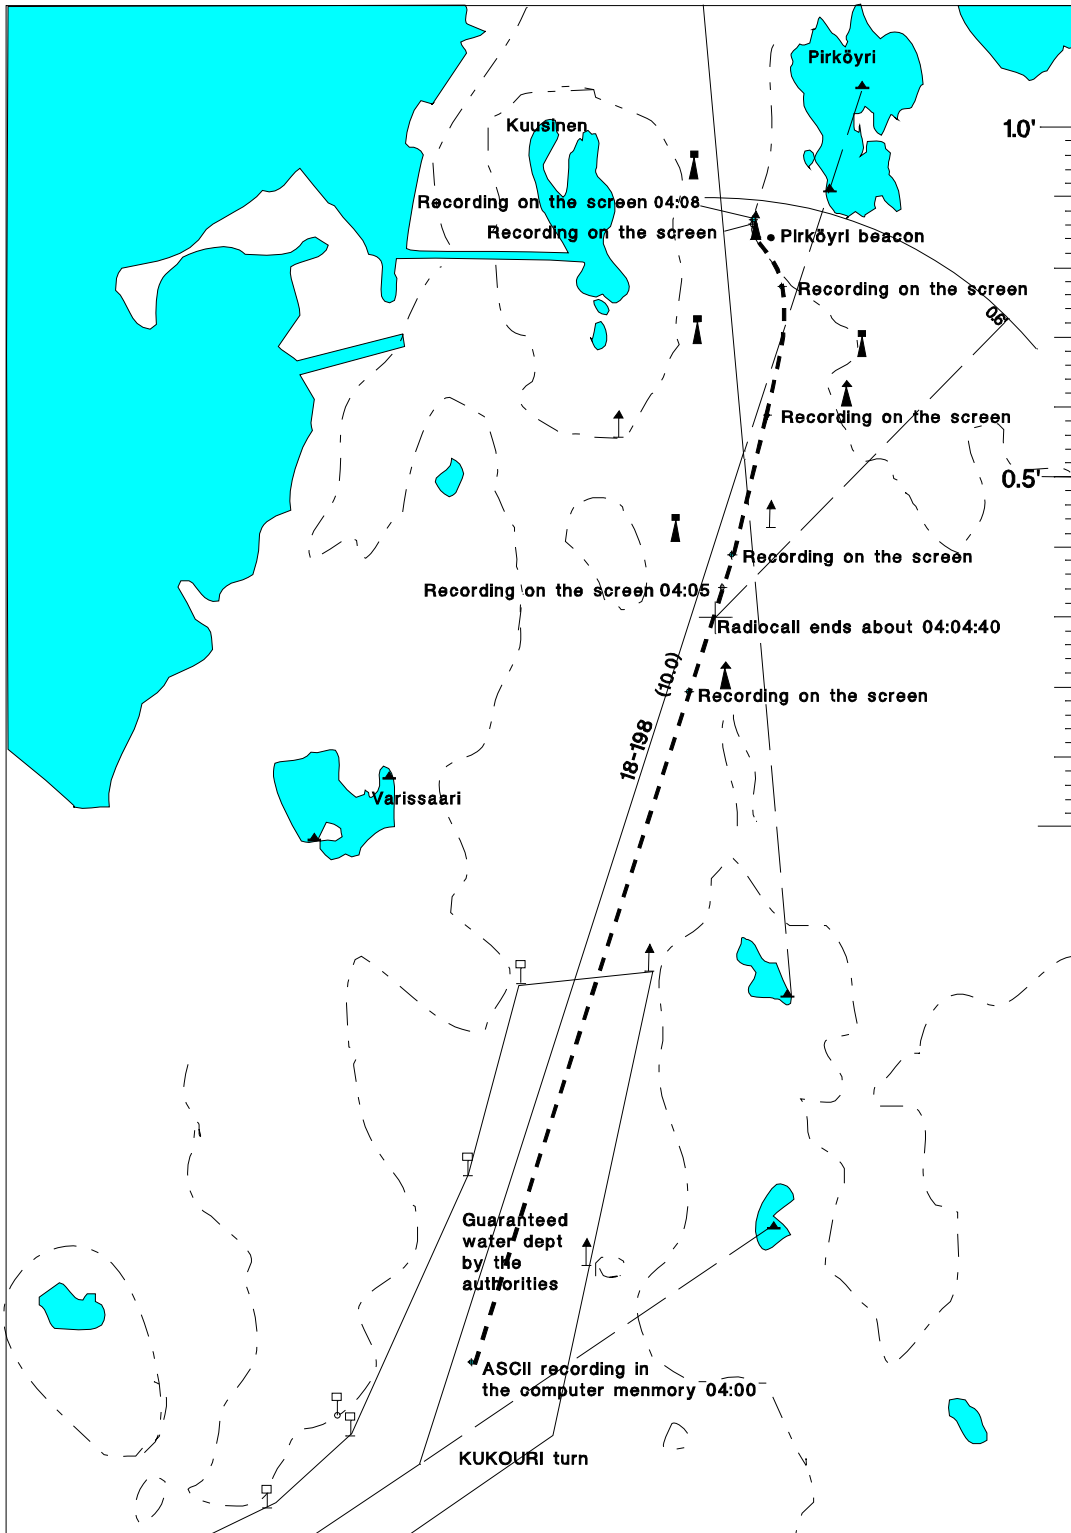 Pirköyri
1.0'
Kuusinen
Recording on the screen 04:08
Recording on the screen
Pirköyri beacon
Recording on the screen
0.6'
Recording on the screen
0.5'
Recording on the screen
Recording on the screen 04:05
Radiocall ends about 04:04:40
(10.0)
Recording on the screen
18-198
Varissaari
Guaranteed
water dept
by the
authorities
ASCII recording in
the computer menmory 04:00
KUKOURI turn